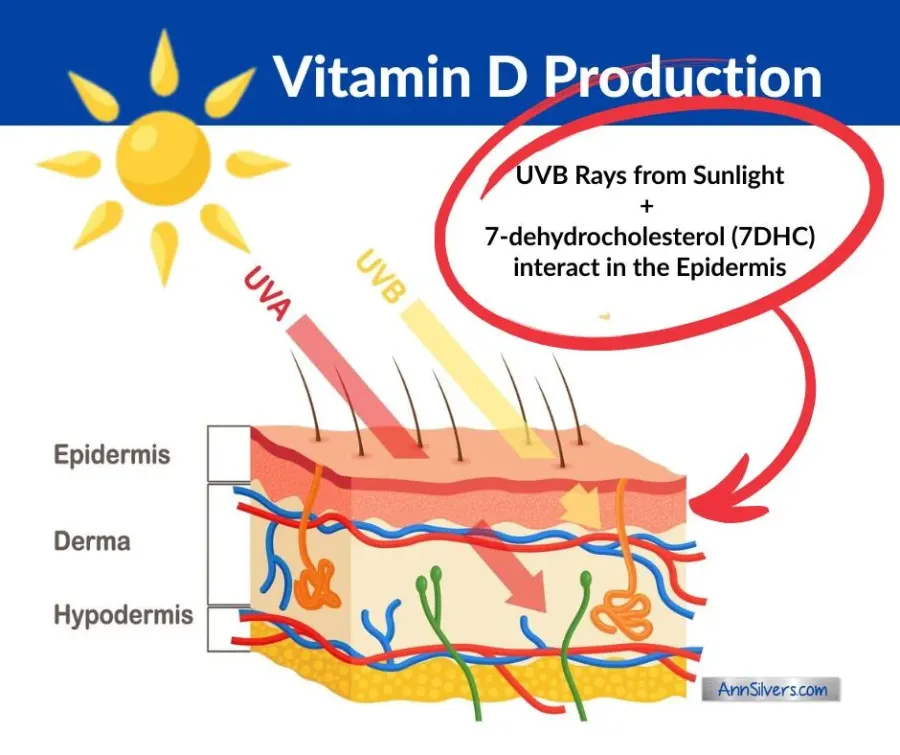 Vitamin D Production
UVB Rays from Sunlight
+
7-dehydrocholesterol (7DHC)
interact in the Epidermis
UVA
UVB
Epidermis
Derma
Hypodermis
AnnSilvers.com